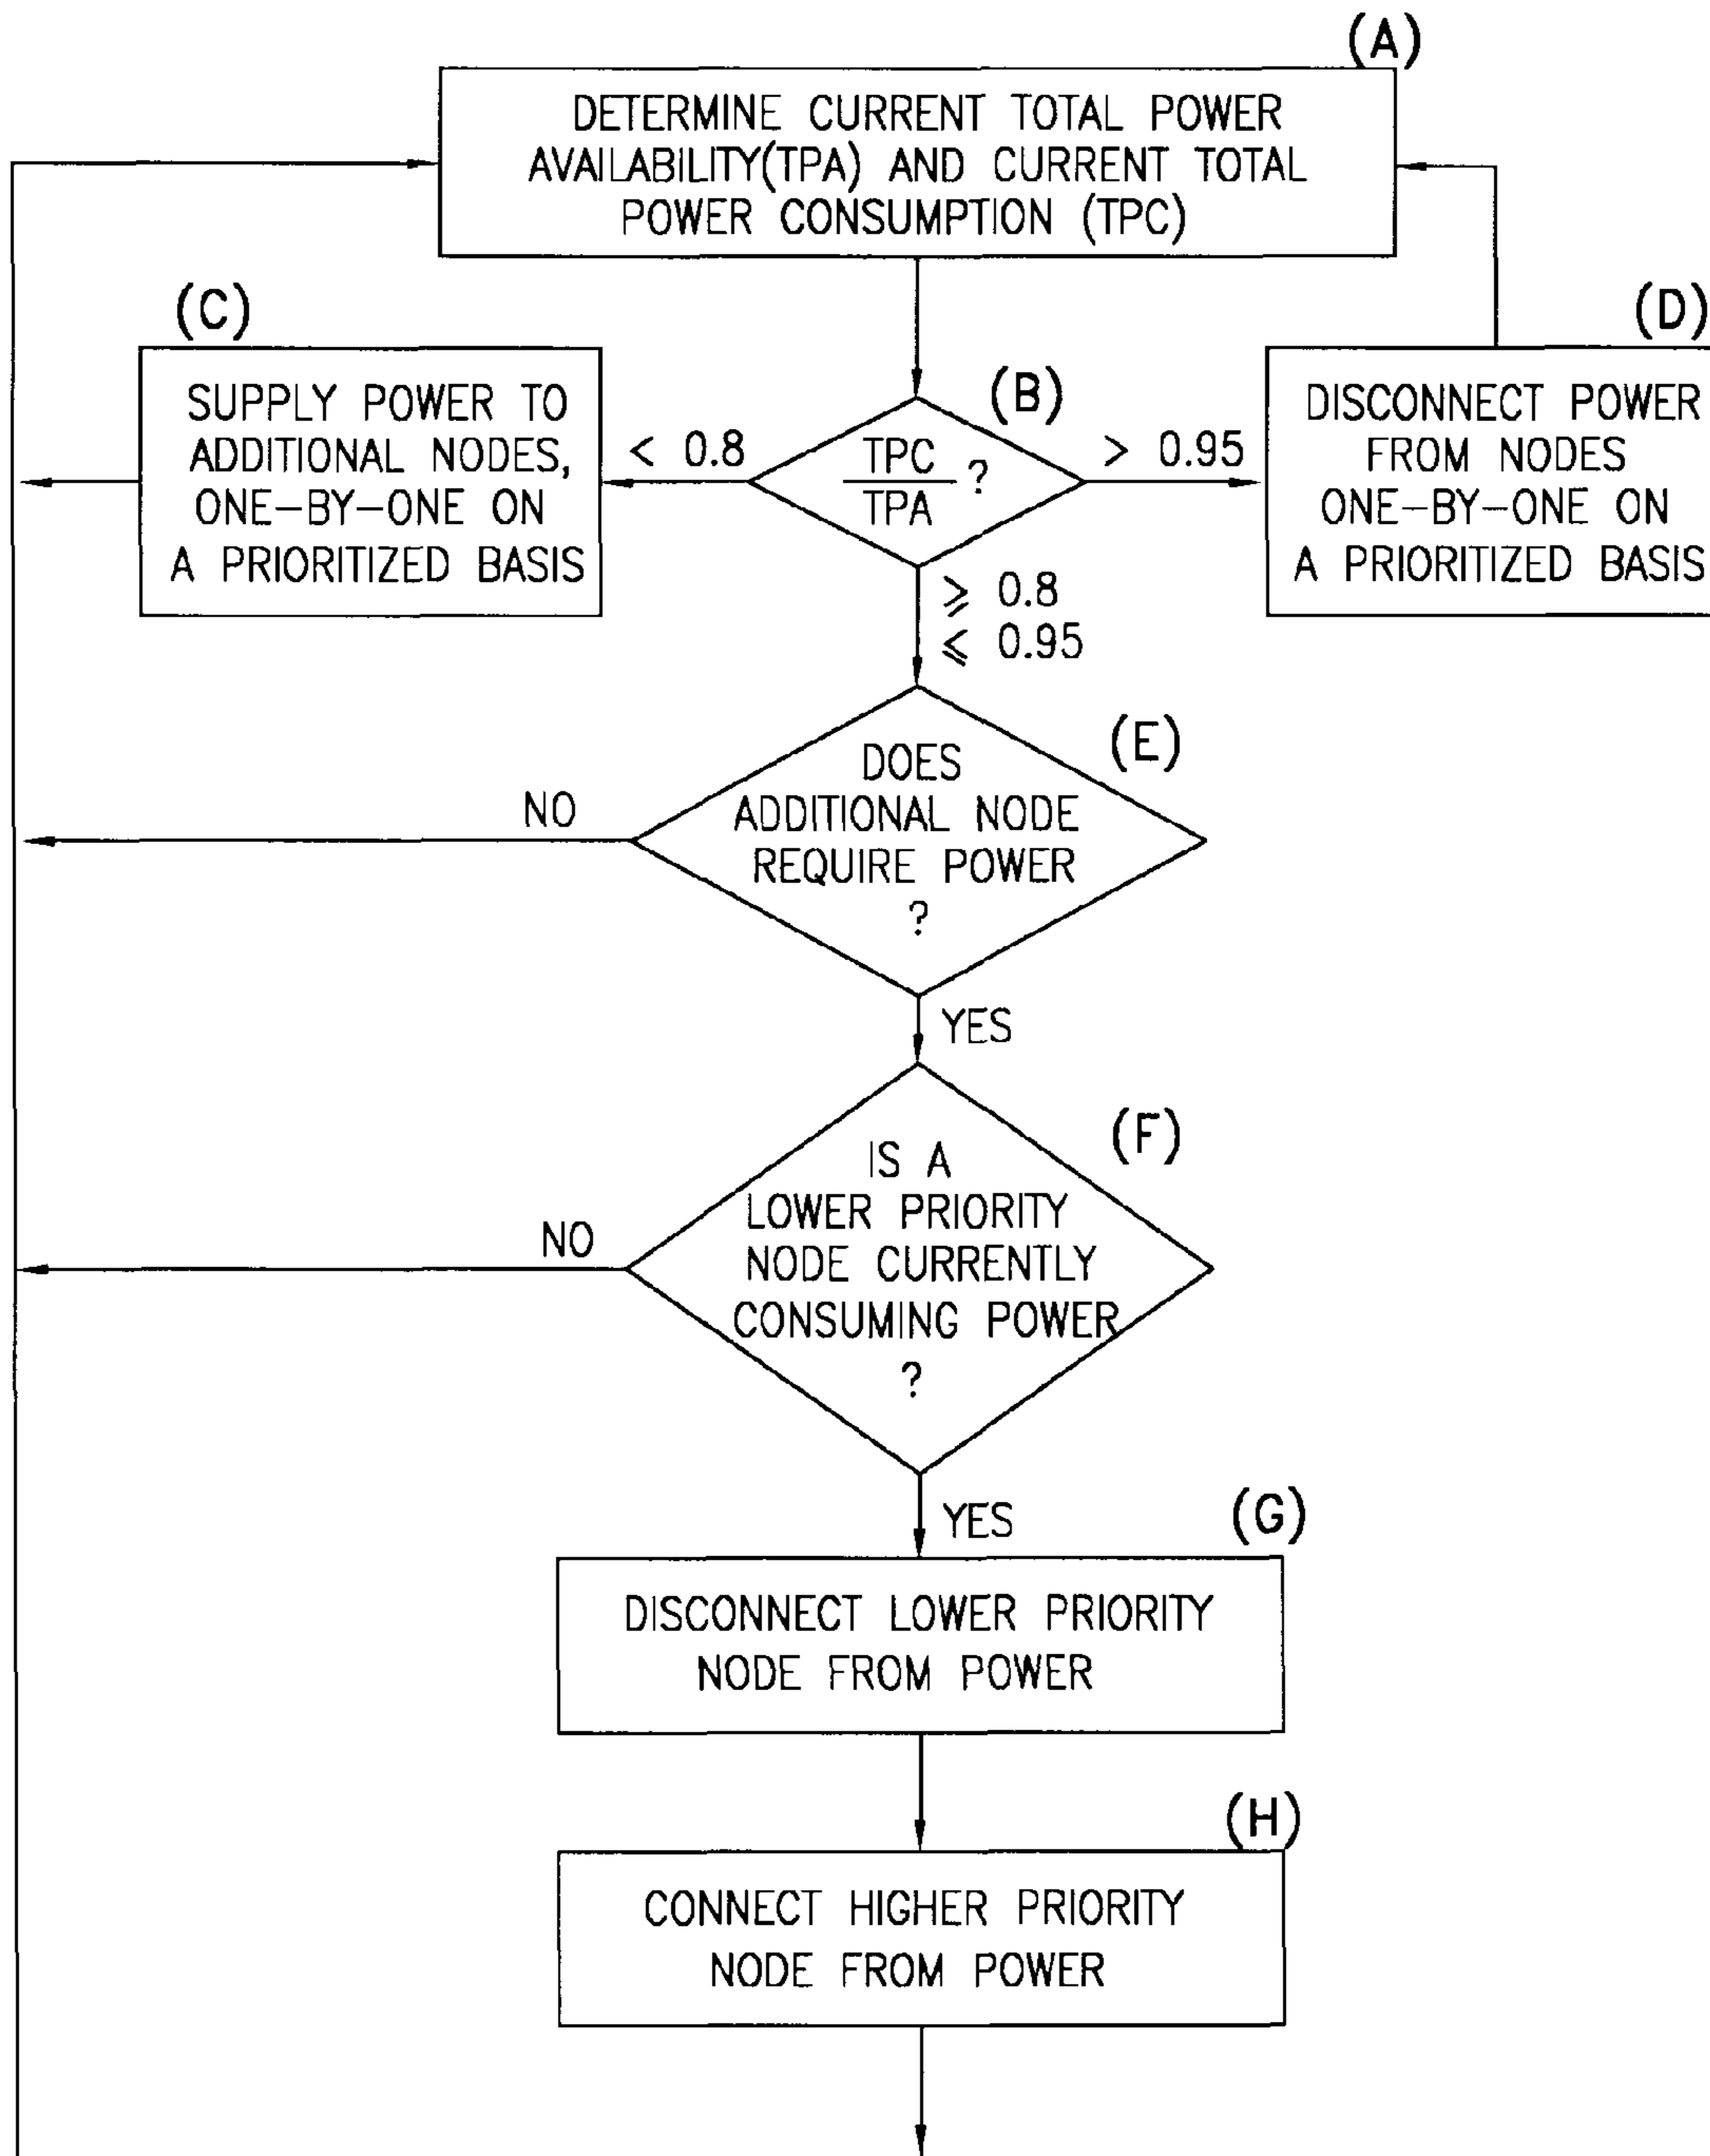 (A)
DETERMINE CURRENT TOTAL POWER
AVAILABILITY(TPA) AND CURRENT TOTAL
POWER CONSUMPTION (TPC)
(C)
SUPPLY POWER TO
ADDITIONAL NODES,
ONE-BY-ONE ON
A PRIORITIZED BASIS
< 0.8
(B)
TPC
TPA
?
> 0.95
(D)
DISCONNECT POWER
FROM NODES
ONE-BY-ONE ON
A PRIORITIZED BASIS
⩾ 0.8
⩽ 0.95
(E)
DOES
ADDITIONAL NODE
REQUIRE POWER
?
NO
YES
(F)
IS A
LOWER PRIORITY
NODE CURRENTLY
CONSUMING POWER
?
NO
YES
(G)
DISCONNECT LOWER PRIORITY
NODE FROM POWER
(H)
CONNECT HIGHER PRIORITY
NODE FROM POWER